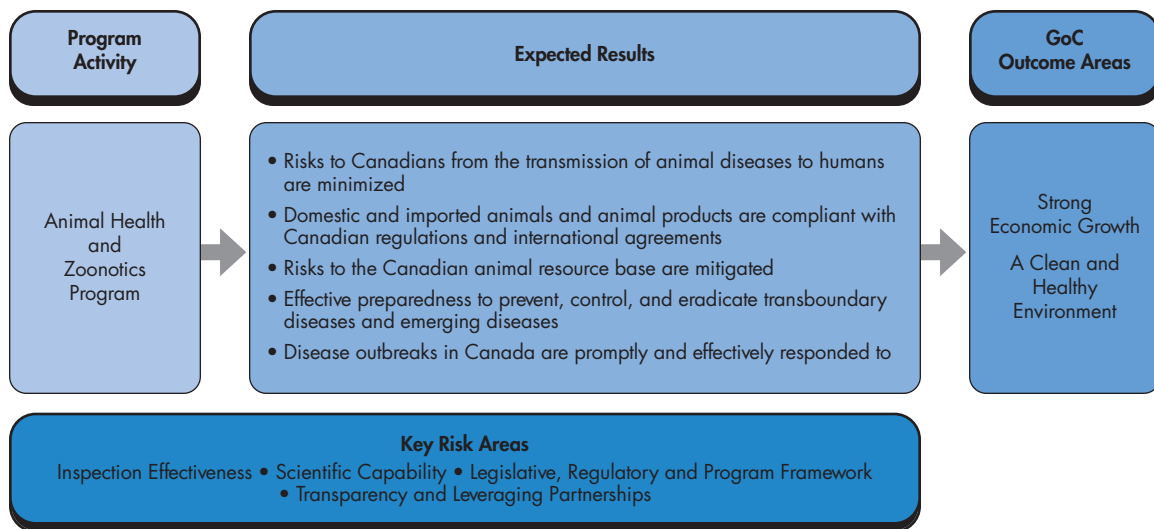 Program
Activity
Expected Results
GoC
Outcome Areas
Animal Health
and
Zoonotics
Program
• Risks to Canadians from the transmission of animal diseases to humans
are minimized
• Domestic and imported animals and animal products are compliant with
Canadian regulations and international agreements
• Risks to the Canadian animal resource base are mitigated
• Effective preparedness to prevent, control, and eradicate transboundary
diseases and emerging diseases
• Disease outbreaks in Canada are promptly and effectively responded to
Strong
Economic Growth
A Clean and
Healthy
Environment
Key Risk Areas
Inspection Effectiveness • Scientific Capability • Legislative, Regulatory and Program Framework
• Transparency and Leveraging Partnerships